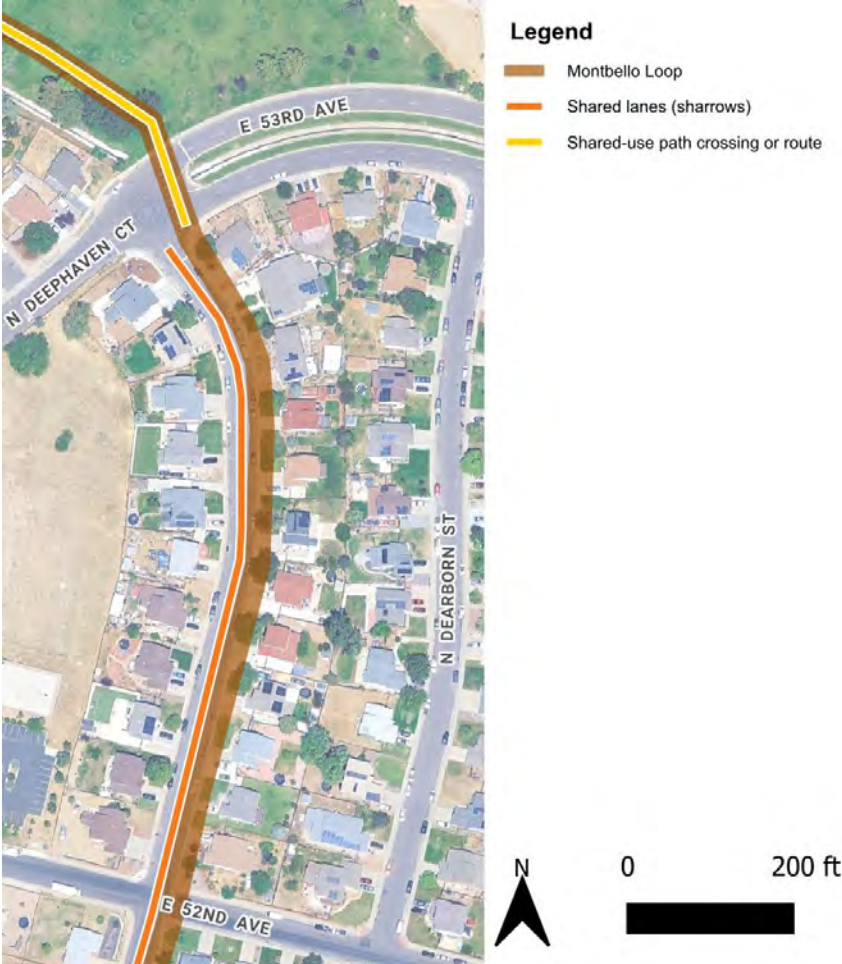 Legend
Montbello Loop
Shared lanes (sharrows)
Shared-use path crossing or route
E 53RD AVE
N DEEPHAVEN CT
N DEARBORN ST
E 52ND AVE
N
0 200 ft